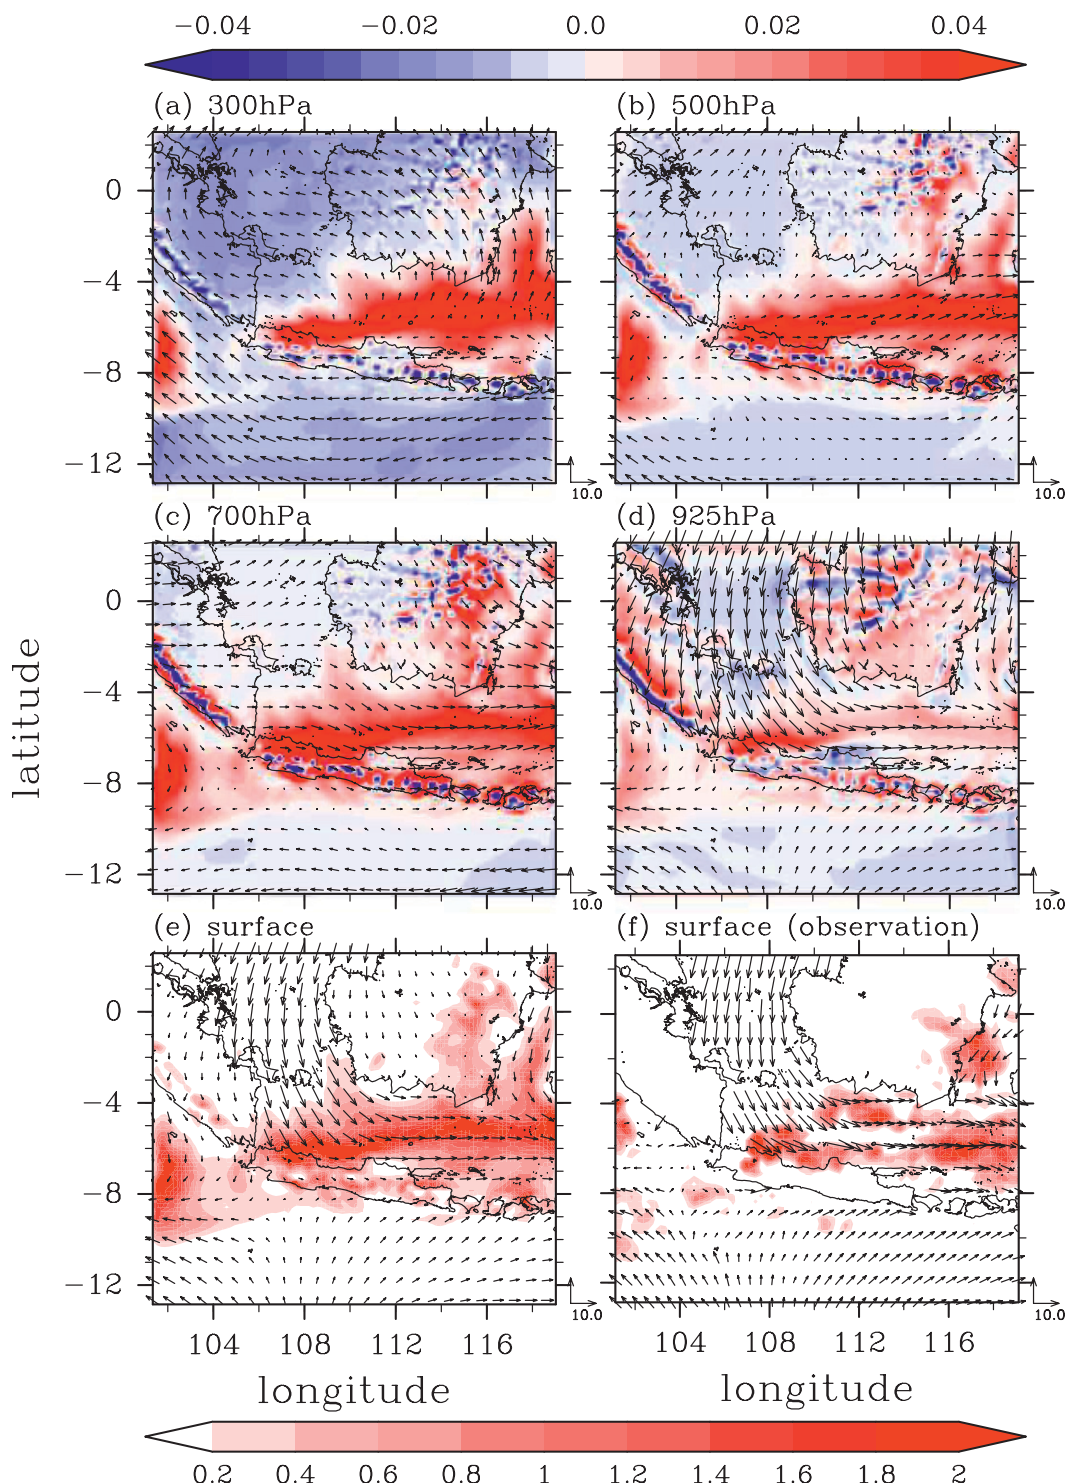 −0.04 −0.02 0.0 0.02 0.04
(a) 300hPa (b) 500hPa
0
−4
−8
−12
10.0 10.0
(c) 700hPa (d) 925hPa
0
−4
−8
−12
10.0 10.0
latitude
(e) surface (f) surface (observation)
0
−4
−8
−12
10.0 10.0
104 108 112 116 104 108 112 116
longitude longitude
0.2 0.4 0.6 0.8 1 1.2 1.4 1.6 1.8 2